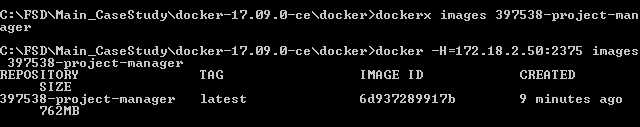 C:\FSD\Main_CaseStudy\docker-17.09.0-ce\docker>dockerx images 397538-project-man
ager
C:\FSD\Main_CaseStudy\docker-17.09.0-ce\docker>docker -H=172.18.2.50:2375 images
 397538-project-manager
REPOSITORY               TAG                 IMAGE ID            CREATED
     SIZE
397538-project-manager   latest              6d937289917b        9 minutes ago
     762MB